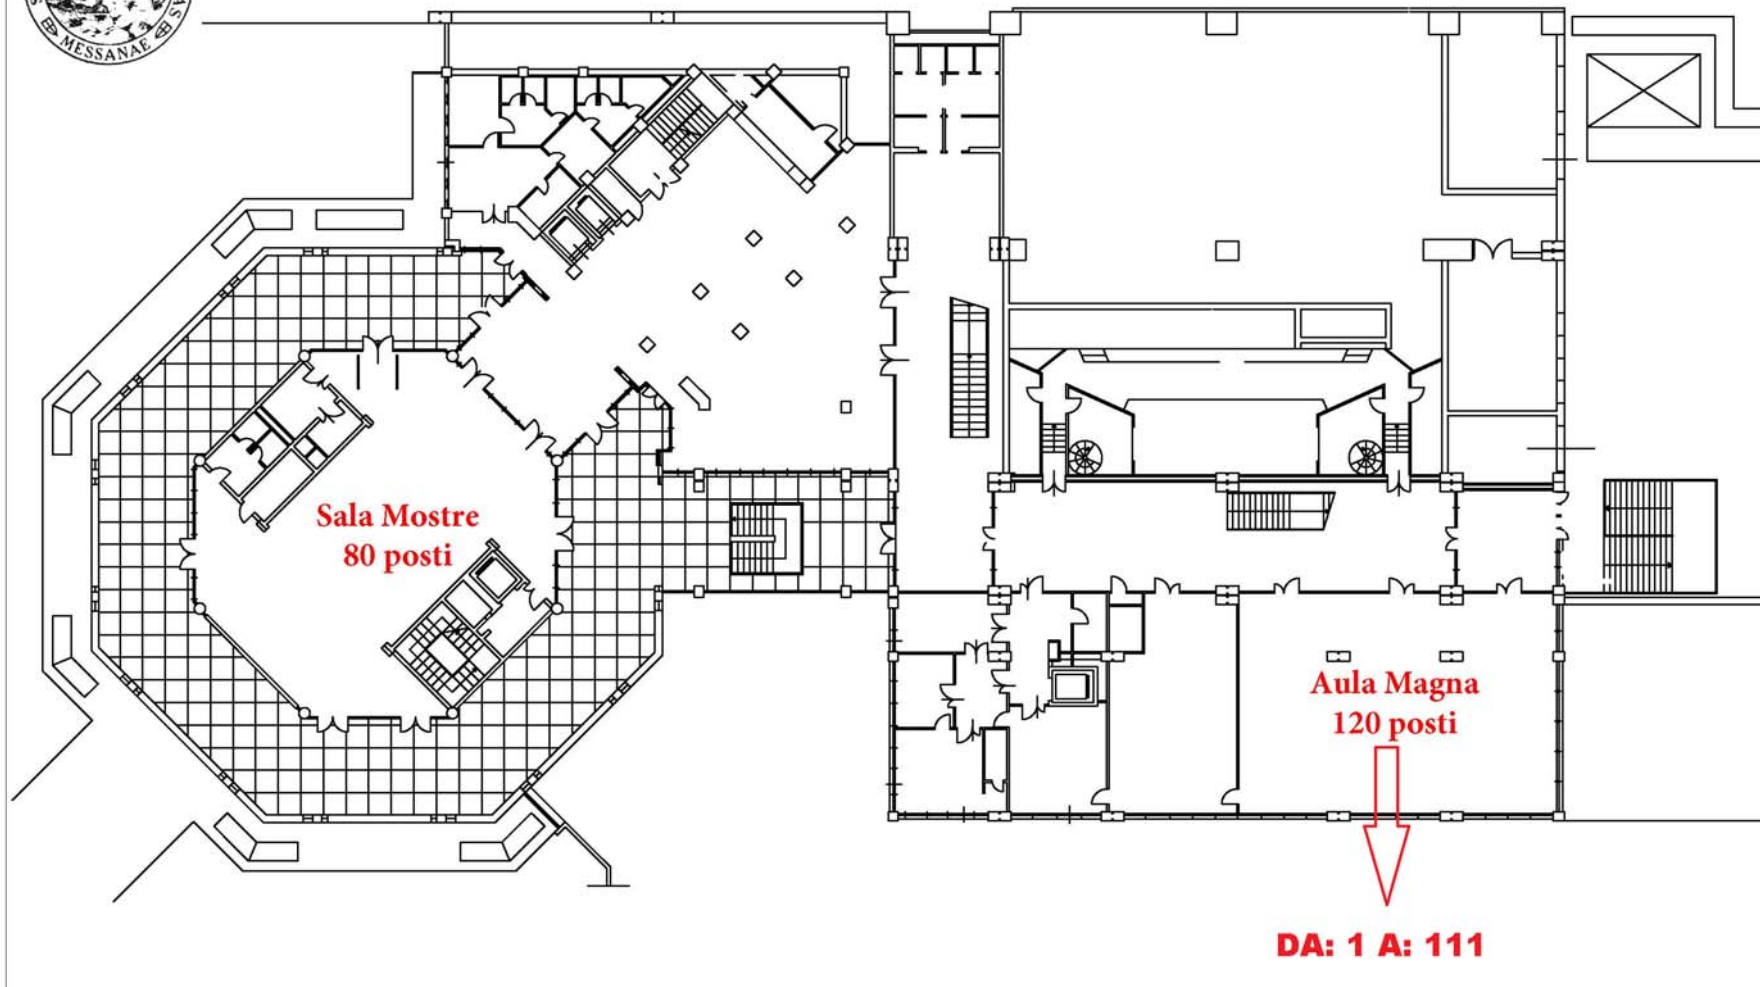 MESSANAE
Sala Mostre
80 posti
Aula Magna
120 posti
DA: 1 A: 111